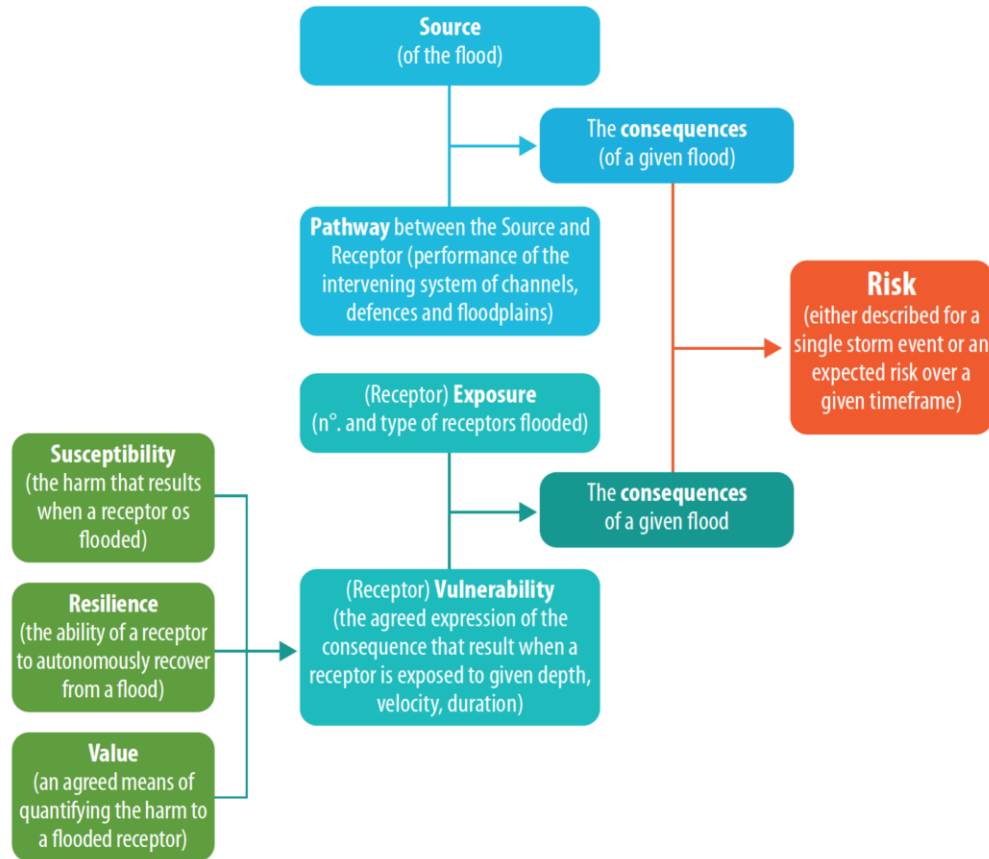 Source
(of the flood)
The consequences
(of a given flood)
Pathway between the Source and
Receptor (performance of the
intervening system of channels,
defences and floodplains)
Risk
(either described for a
single storm event or an
expected risk over a
given timeframe)
(Receptor) Exposure
(n°. and type of receptors flooded)
Susceptibility
(the harm that results
when a receptor os
flooded)
The consequences
of a given flood
(Receptor) Vulnerability
(the agreed expression of the
consequence that result when a
receptor is exposed to given depth,
velocity, duration)
Resilience
(the ability of a receptor
to autonomously recover
from a flood)
Value
(an agreed means of
quantifying the harm to
a flooded receptor)